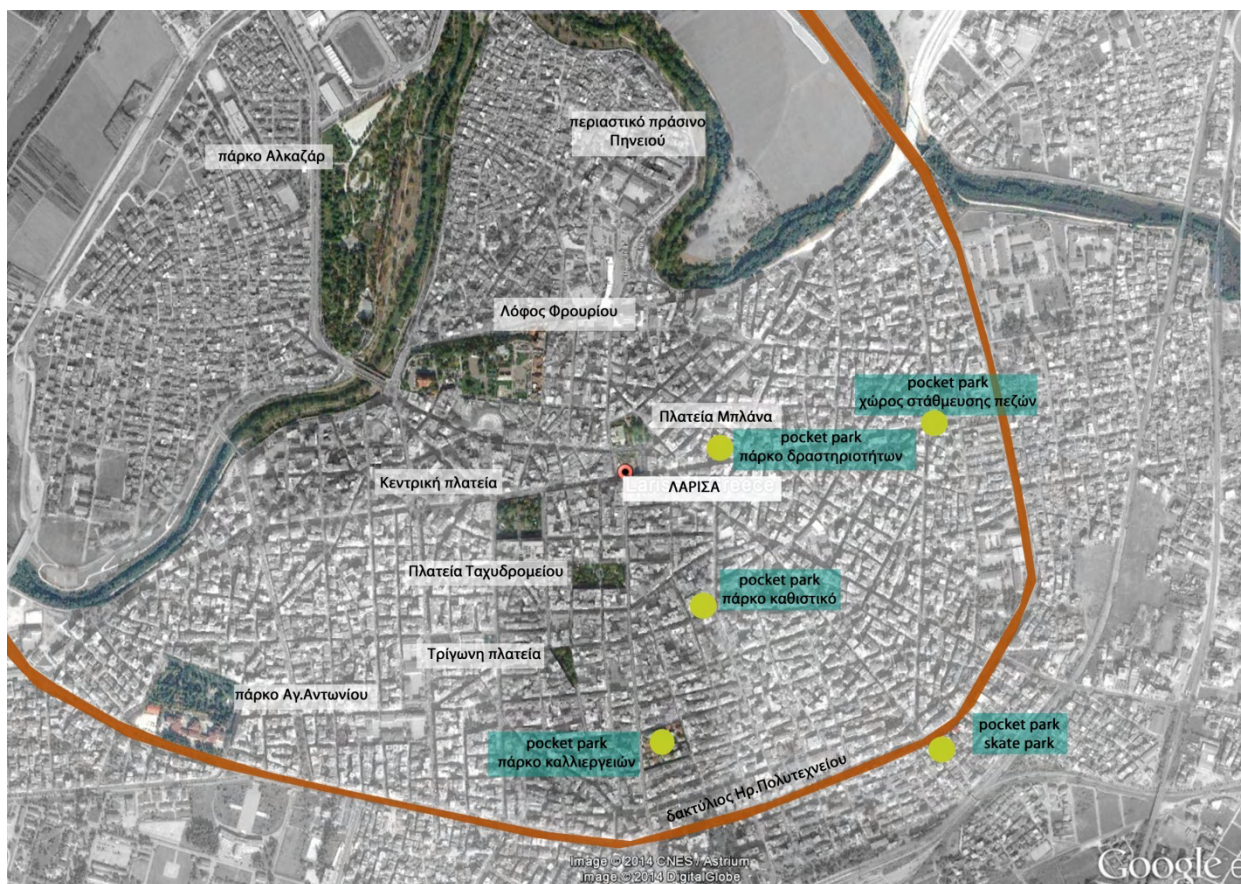 περιαστικό πράσινο
Πηνειού
πάρκο Αλκαζάρ
Λόφος Φρουρίου
pocket park
χώρος στάθμευσης πεζών
Πλατεία Μπλάνα
pocket park
πάρκο δραστηριοτήτων
Κεντρική πλατεία
ΛΑΡΙΣΑ
Larisa, Greece
Πλατεία Ταχυδρομείου
pocket park
πάρκο καθιστικό
Τρίγωνη πλατεία
πάρκο Αγ.Αντωνίου
pocket park
πάρκο καλλιεργειών
pocket park
skate park
δακτύλιος Ηρ.Πολυτεχνείου
Image © 2014 CNES / Astrium
Image © 2014 DigitalGlobe
Google e